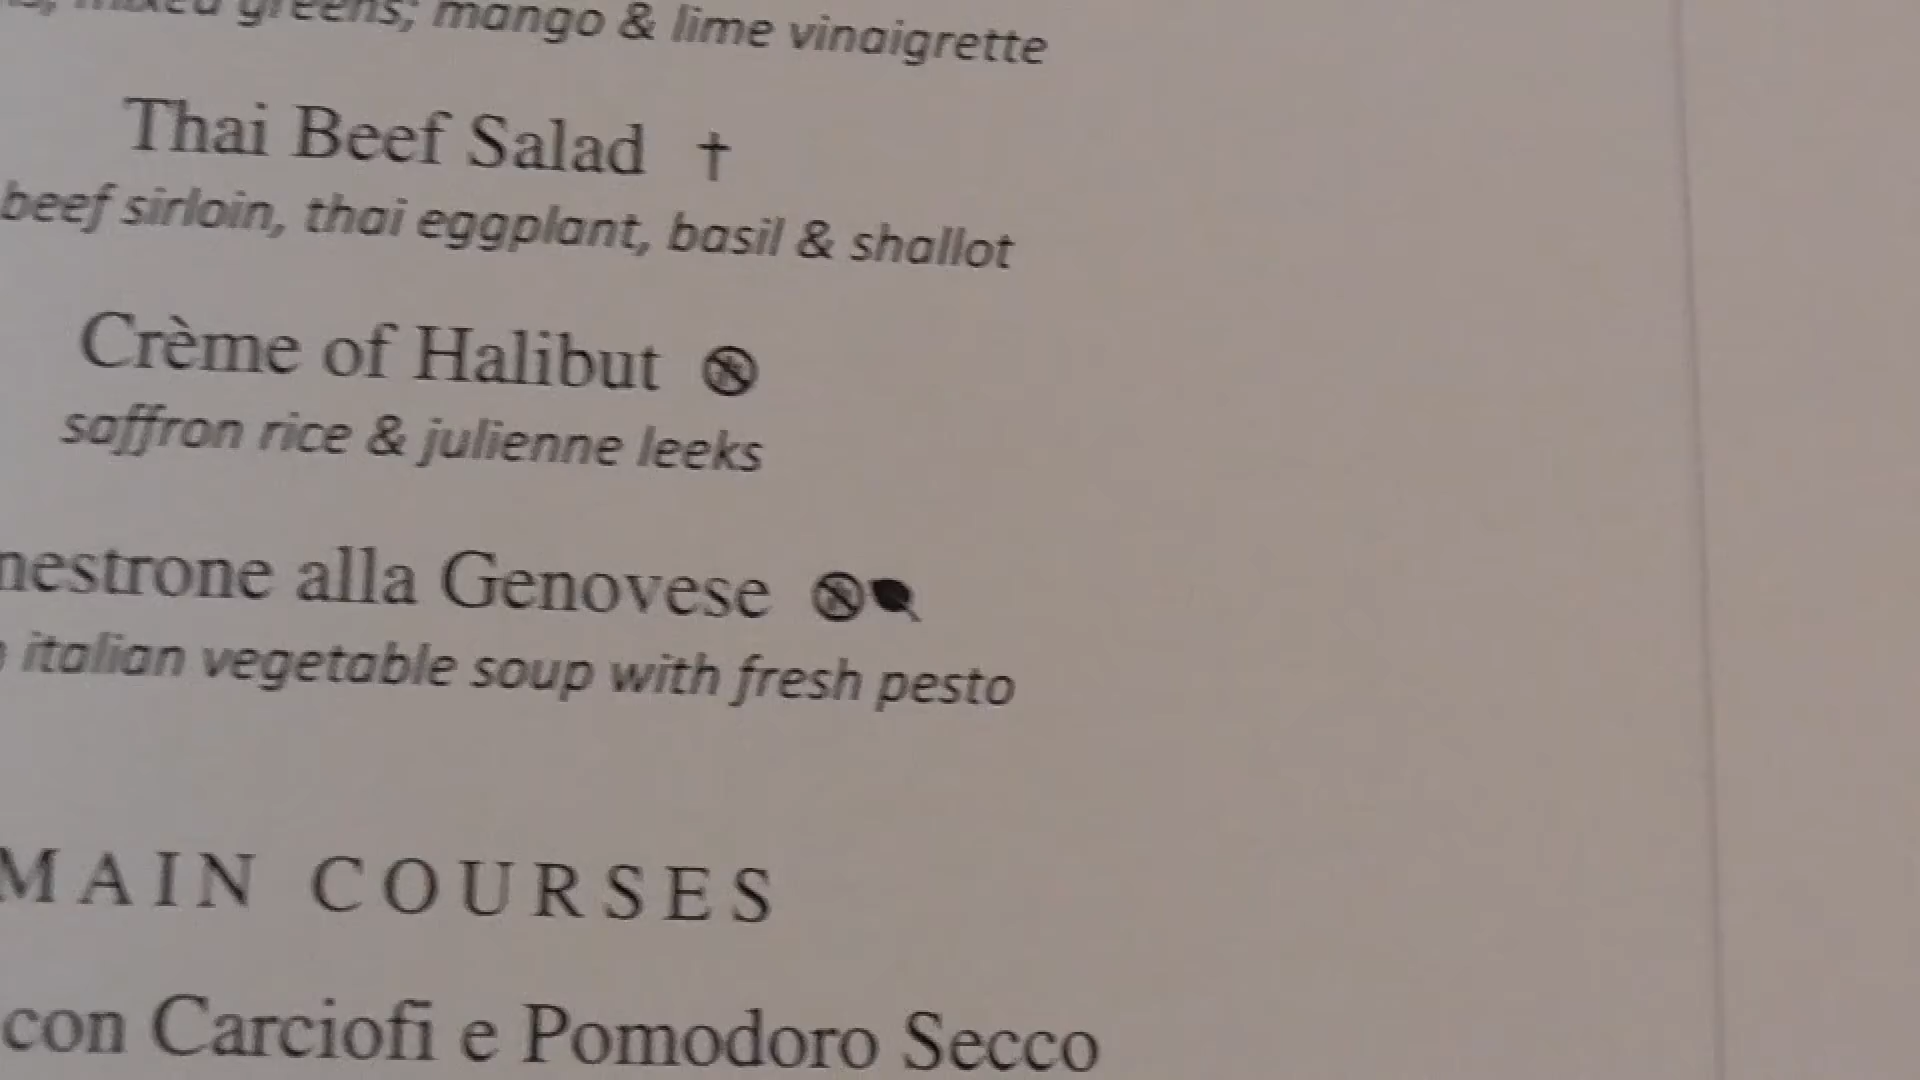 greens; mango & lime vinaigrette
Thai Beef Salad †
beef sirloin, thai eggplant, basil & shallot
Crème of Halibut
saffron rice & julienne leeks
nestrone alla Genovese
italian vegetable soup with fresh pesto
MAIN COURSES
con Carciofi e Pomodoro Secco